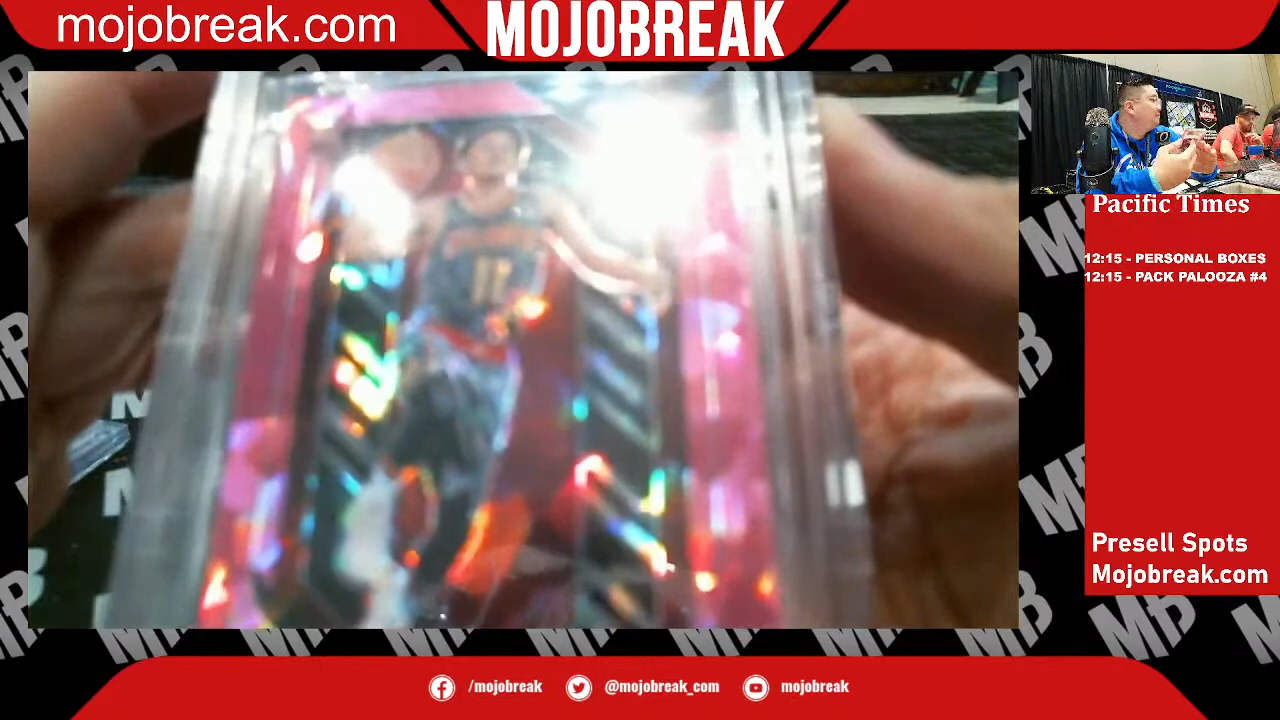 mojobreak.com
MOJOBREAK
Pacific Times
12:15 - PERSONAL BOXES
12:15 - PACK PALOOZA #4
11
Presell Spots
Mojobreak.com
/mojobreak
@mojobreak_com
mojobreak